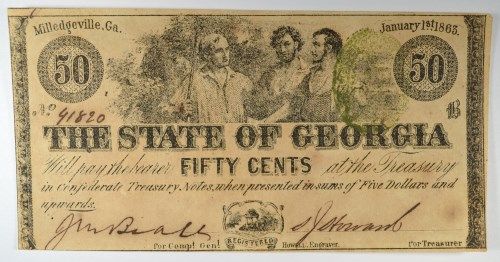 Milledgeville, Ga. January 1st 1863.
50 50
No 91820 B
THE STATE OF GEORGIA
Will pay the bearer FIFTY CENTS at the Treasury
in Confederate Treasury Notes, when presented in sums of Five Dollars and
upwards.
REGISTERED
for Compl. Genl. Howell, Engraver. for Treasurer